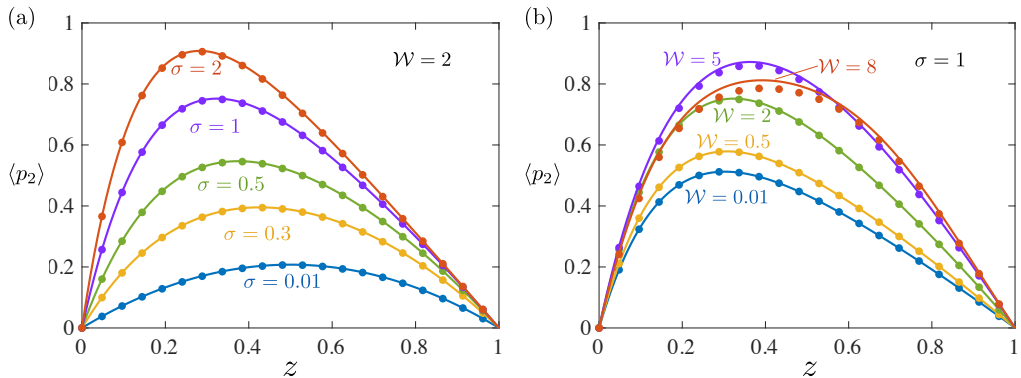 (a)
1
0.8
0.6
0.4
0.2
0
⟨p₂⟩
0 0.2 0.4 0.6 0.8 1
z
𝒲 = 2
σ = 2
σ = 1
σ = 0.5
σ = 0.3
σ = 0.01
(b)
1
0.8
0.6
0.4
0.2
0
⟨p₂⟩
0 0.2 0.4 0.6 0.8 1
z
σ = 1
𝒲 = 5
𝒲 = 8
𝒲 = 2
𝒲 = 0.5
𝒲 = 0.01